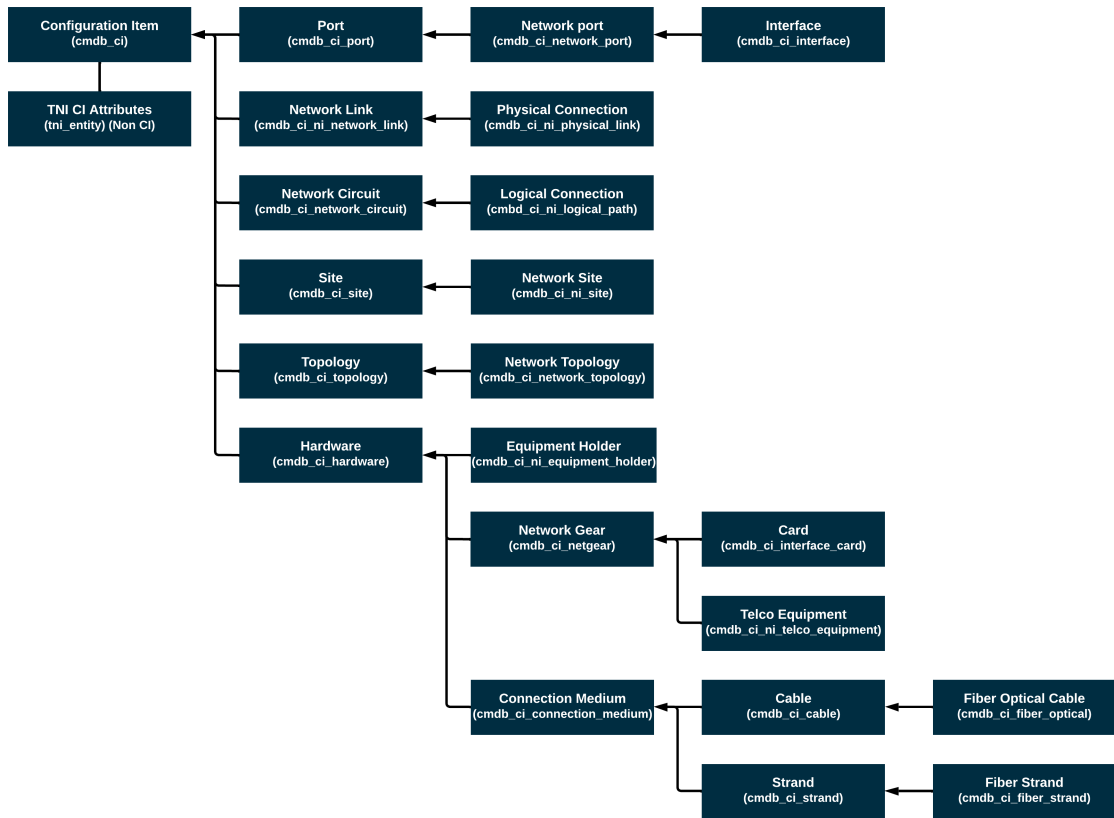 Configuration Item
(cmdb_ci)
Port
(cmdb_ci_port)
Network port
(cmdb_ci_network_port)
Interface
(cmdb_ci_interface)
TNI CI Attributes
(tni_entity) (Non CI)
Network Link
(cmdb_ci_ni_network_link)
Physical Connection
(cmdb_ci_ni_physical_link)
Network Circuit
(cmdb_ci_network_circuit)
Logical Connection
(cmbd_ci_ni_logical_path)
Site
(cmdb_ci_site)
Network Site
(cmdb_ci_ni_site)
Topology
(cmdb_ci_topology)
Network Topology
(cmdb_ci_network_topology)
Hardware
(cmdb_ci_hardware)
Equipment Holder
(cmdb_ci_ni_equipment_holder)
Network Gear
(cmdb_ci_netgear)
Card
(cmdb_ci_interface_card)
Telco Equipment
(cmdb_ci_ni_telco_equipment)
Connection Medium
(cmdb_ci_connection_medium)
Cable
(cmdb_ci_cable)
Fiber Optical Cable
(cmdb_ci_fiber_optical)
Strand
(cmdb_ci_strand)
Fiber Strand
(cmdb_ci_fiber_strand)